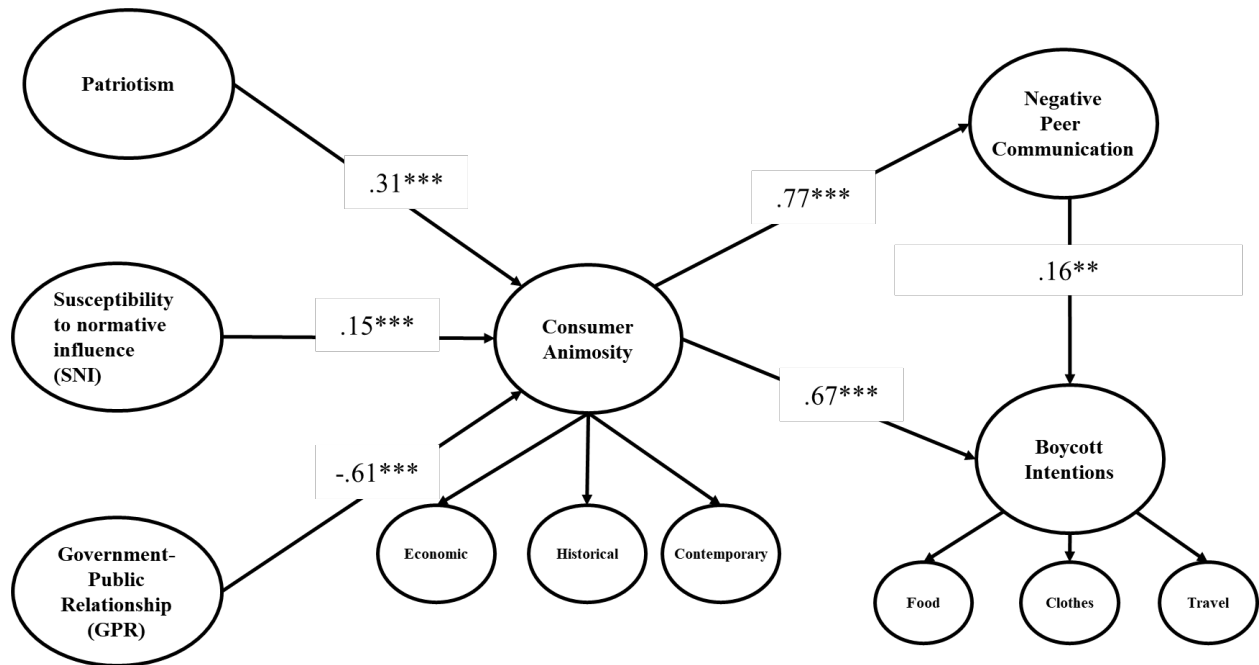 Patriotism
.31***
Susceptibility
to normative
influence
(SNI)
.15***
Government-
Public
Relationship
(GPR)
-.61***
Consumer
Animosity
Economic
Historical
Contemporary
.77***
.67***
Negative
Peer
Communication
.16**
Boycott
Intentions
Food
Clothes
Travel